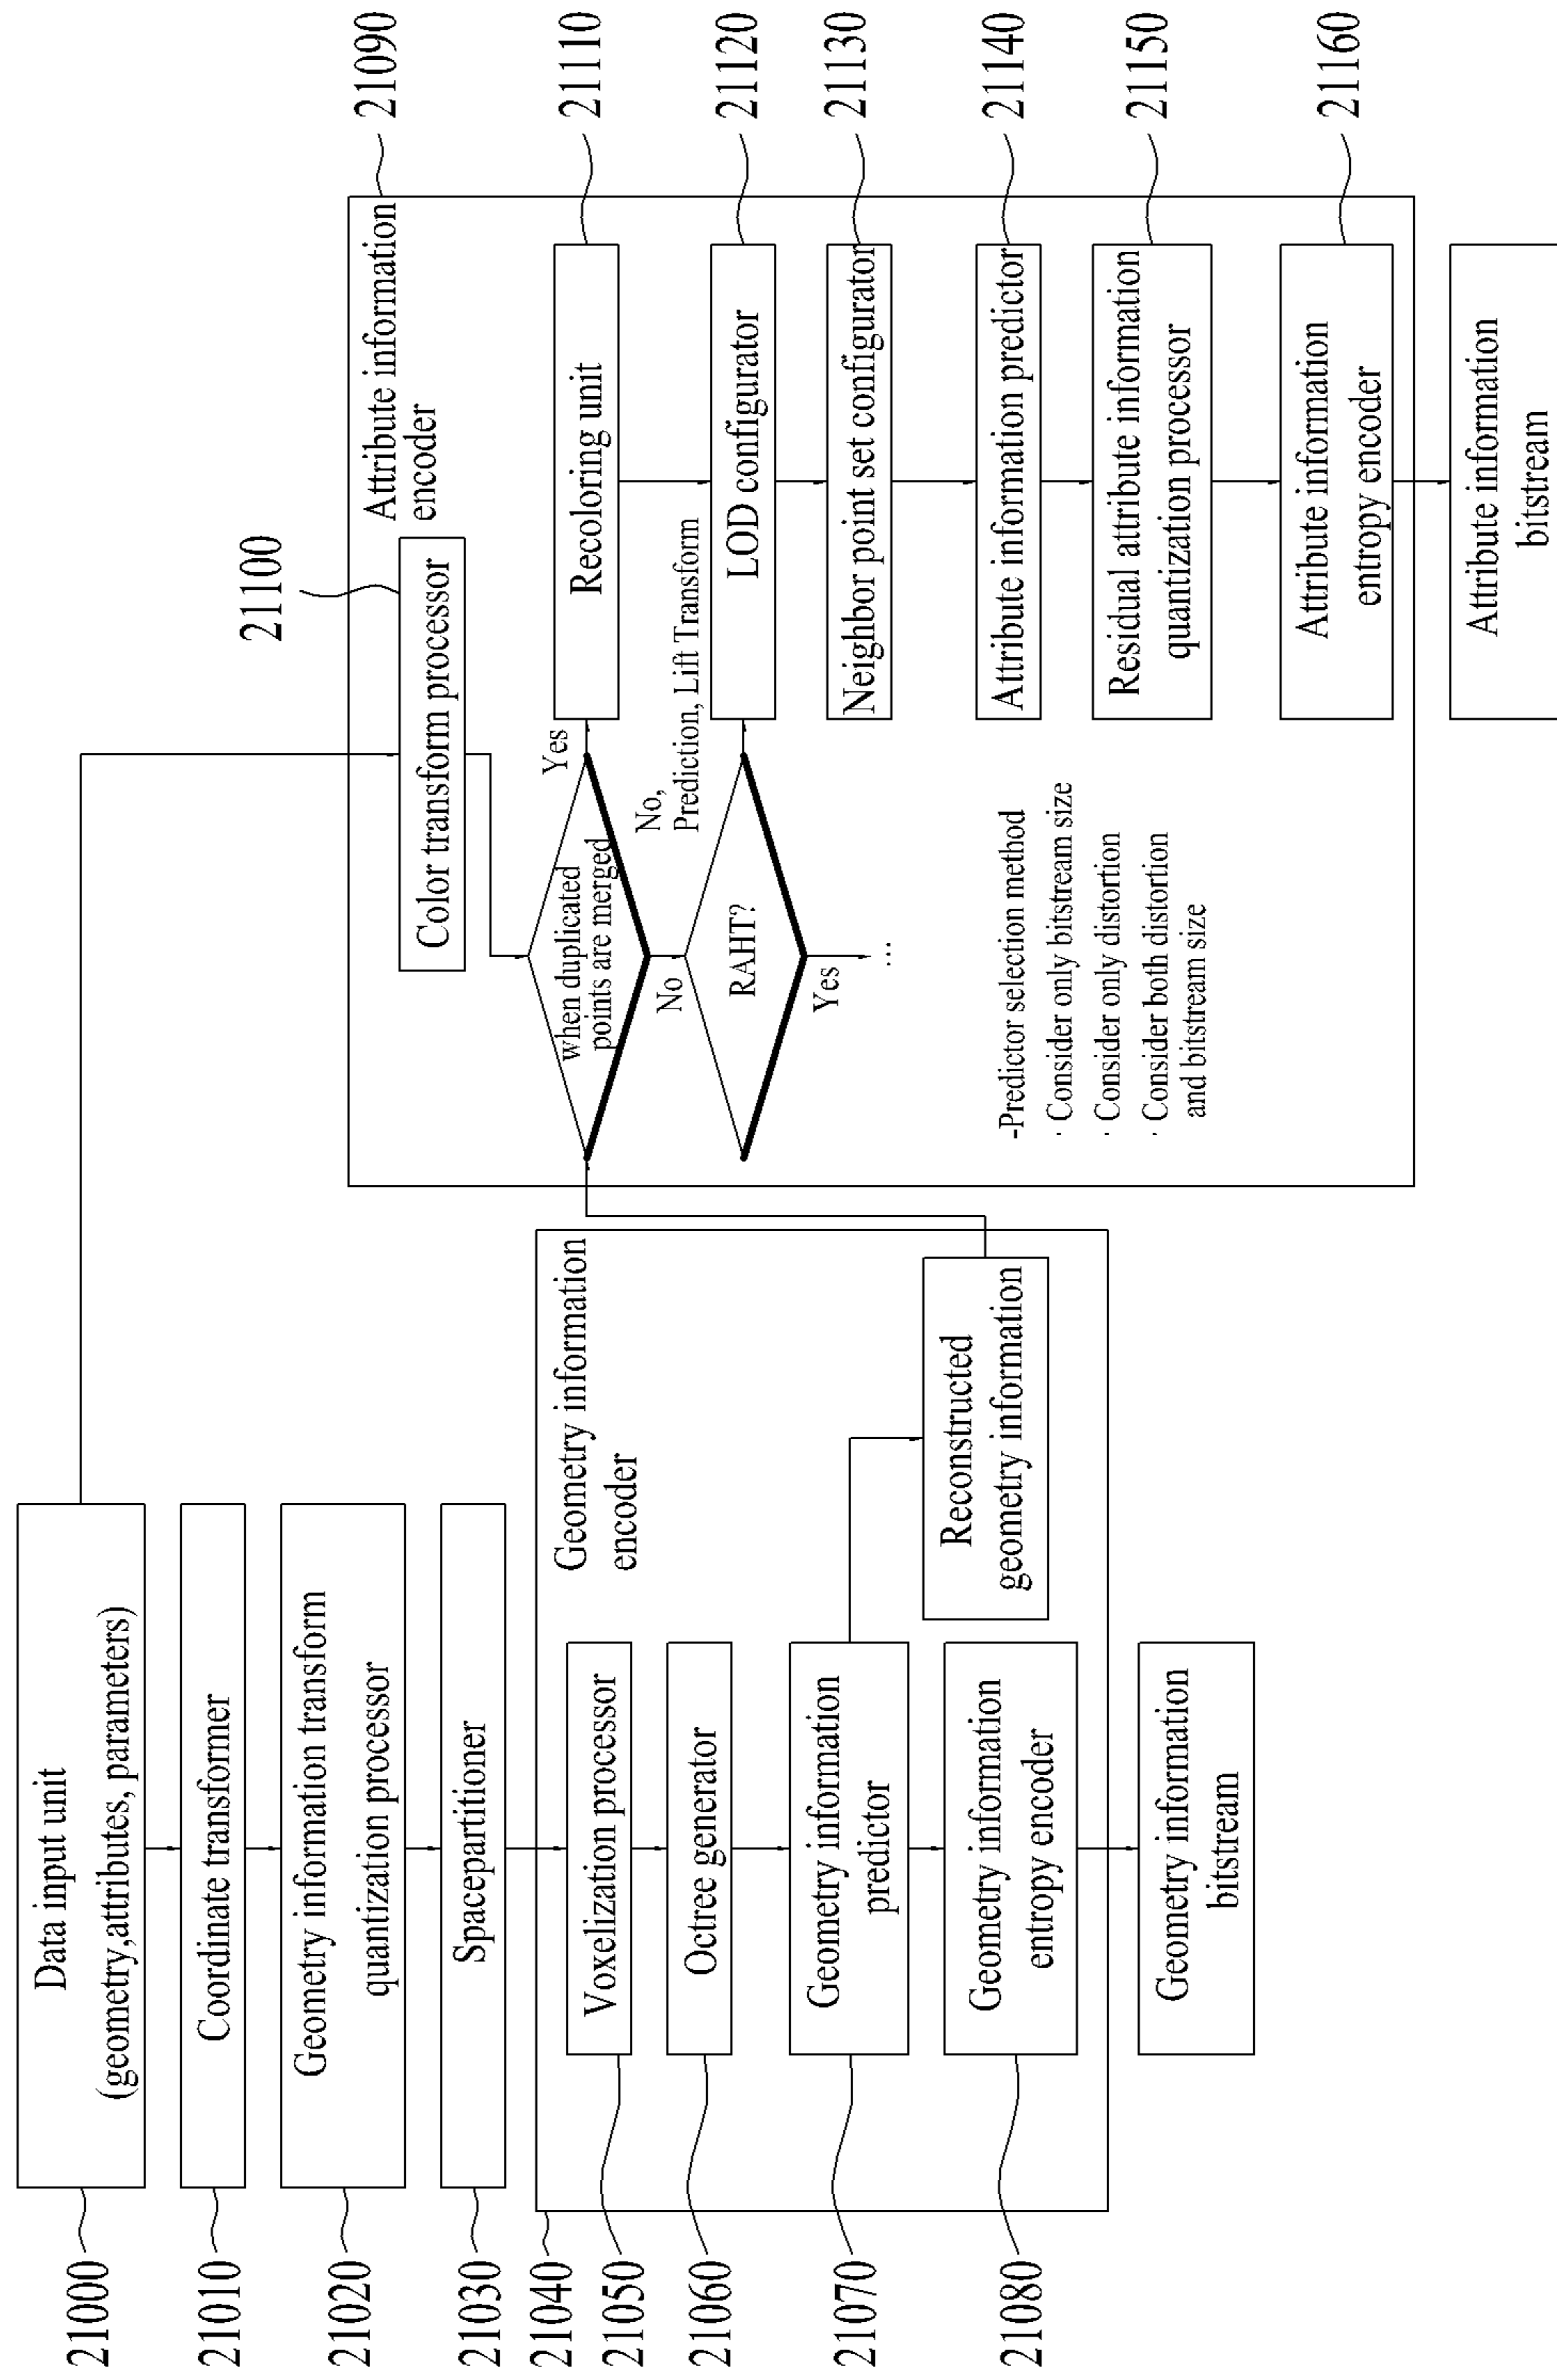 21000
Data input unit
(geometry,attributes, parameters)
21010
Coordinate transformer
21020
Geometry information transform
quantization processor
21030
Spacepartitioner
21040
Geometry information
encoder
21050
Voxelization processor
21060
Octree generator
21070
Geometry information
predictor
Reconstructed
geometry information
21080
Geometry information
entropy encoder
Geometry information
bitstream
21090
Attribute information
encoder
21100
Color transform processor
when duplicated
points are merged
Yes
No
Recoloring unit
21110
RAHT?
No,
Prediction, Lift Transform
Yes
...
LOD configurator
21120
Neighbor point set configurator
21130
Attribute information predictor
21140
-Predictor selection method
· Consider only bitstream size
· Consider only distortion
· Consider both distortion
and bitstream size
Residual attribute information
quantization processor
21150
Attribute information
entropy encoder
21160
Attribute information
bitstream